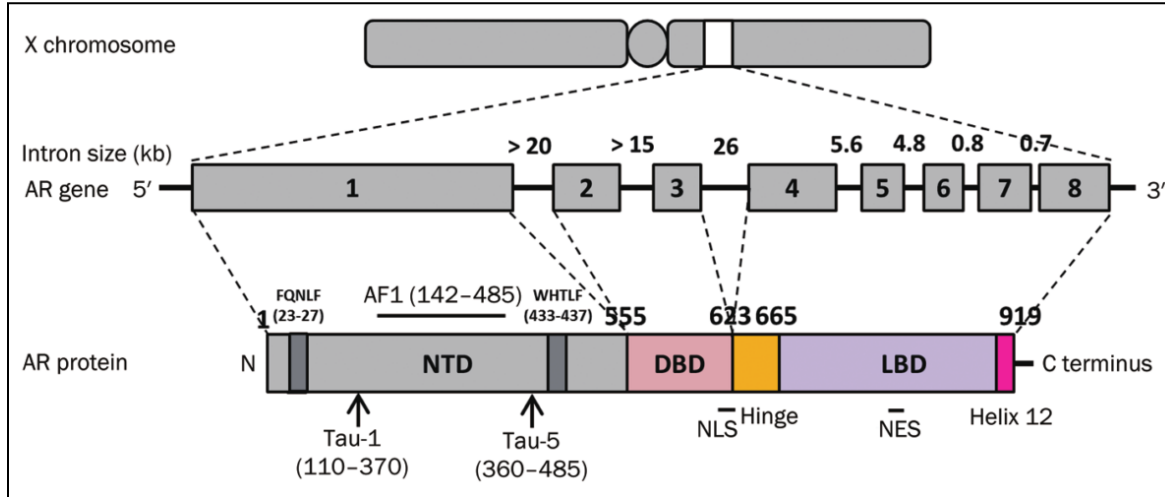 X chromosome
Intron size (kb) > 20 > 15 26 5.6 4.8 0.8 0.7
AR gene 5′ 1 2 3 4 5 6 7 8 3′
FQNLF
(23-27)
AF1 (142–485)
WHTLF
(433-437)
1 555 623 665 919
AR protein N NTD DBD LBD C terminus
Tau-1
(110–370)
Tau-5
(360–485)
NLS
Hinge
NES
Helix 12